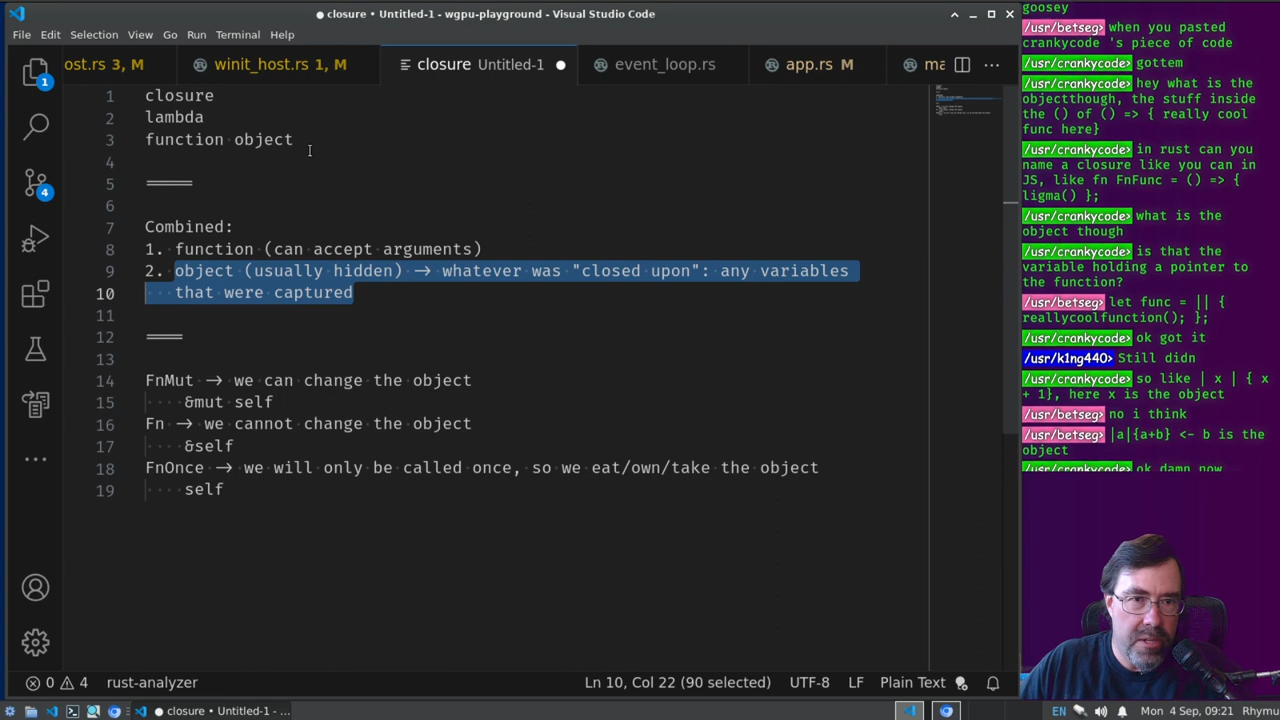 closure • Untitled-1 - wgpu-playground - Visual Studio Code
File Edit Selection View Go Run Terminal Help
ost.rs 3, M winit_host.rs 1, M closure Untitled-1 event_loop.rs app.rs M ma
1 closure
2 lambda
3 function object
4
5 =====
6
7 Combined:
8 1. function (can accept arguments)
9 2. object (usually hidden) -> whatever was "closed upon": any variables
10 that were captured
11
12 ====
13
14 FnMut -> we can change the object
15 &mut self
16 Fn -> we cannot change the object
17 &self
18 FnOnce -> we will only be called once, so we eat/own/take the object
19 self
1
4
0 4 rust-analyzer Ln 10, Col 22 (90 selected) UTF-8 LF Plain Text
closure • Untitled-1 - ... EN Mon 4 Sep, 09:21 Rhymu
goosey
/usr/betseg> when you pasted
crankycode 's piece of code
/usr/crankycode> gottem
/usr/crankycode> hey what is the
objectthough, the stuff inside
the () of () => { really cool
func here}
/usr/crankycode> in rust can you
name a closure like you can in
JS, like fn FnFunc = () => {
ligma() };
/usr/crankycode> what is the
object though
/usr/crankycode> is that the
variable holding a pointer to
the function?
/usr/betseg> let func = || {
reallycoolfunction(); };
/usr/crankycode> ok got it
/usr/k1ng440> Still didn
/usr/crankycode> so like | x | { x
+ 1}, here x is the object
/usr/betseg> no i think
/usr/betseg> |a|{a+b} <- b is the
object
/usr/crankycode> ok damn now